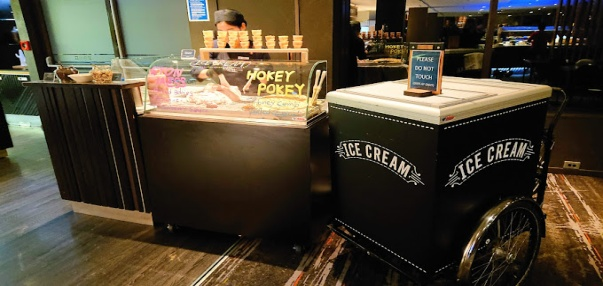 HOKEY
POKEY
PLEASE
DO NOT
TOUCH
ICE CREAM
ICE CREAM